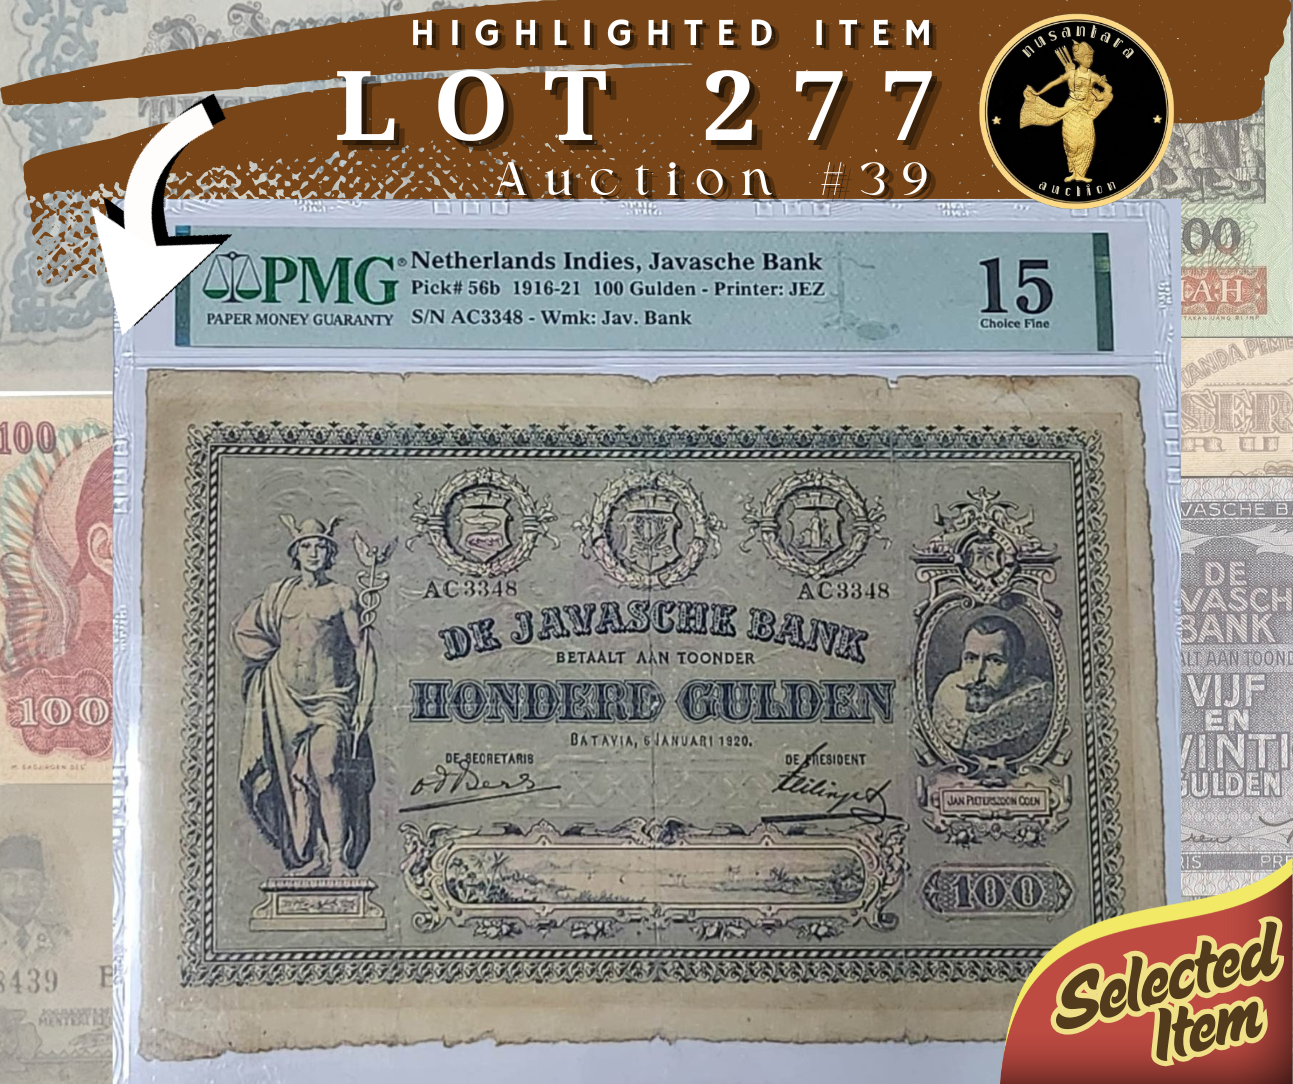 HIGHLIGHTED ITEM
LOT 277
Auction #39
nusantara
auction
PMG®
PAPER MONEY GUARANTY
Netherlands Indies, Javasche Bank
Pick# 56b 1916-21 100 Gulden - Printer: JEZ
S/N AC3348 - Wmk: Jav. Bank
15
Choice Fine
AC3348
AC3348
DE JAVASCHE BANK
BETAALT AAN TOONDER
HONDERD GULDEN
BATAVIA, 6 JANUARI 1920.
DE SECRETARIS
DE PRESIDENT
JAN PIETERSZOON COEN
100
100
100
8439
00
DE
BANK
VIJF
EN
GULDEN
Selected
Item